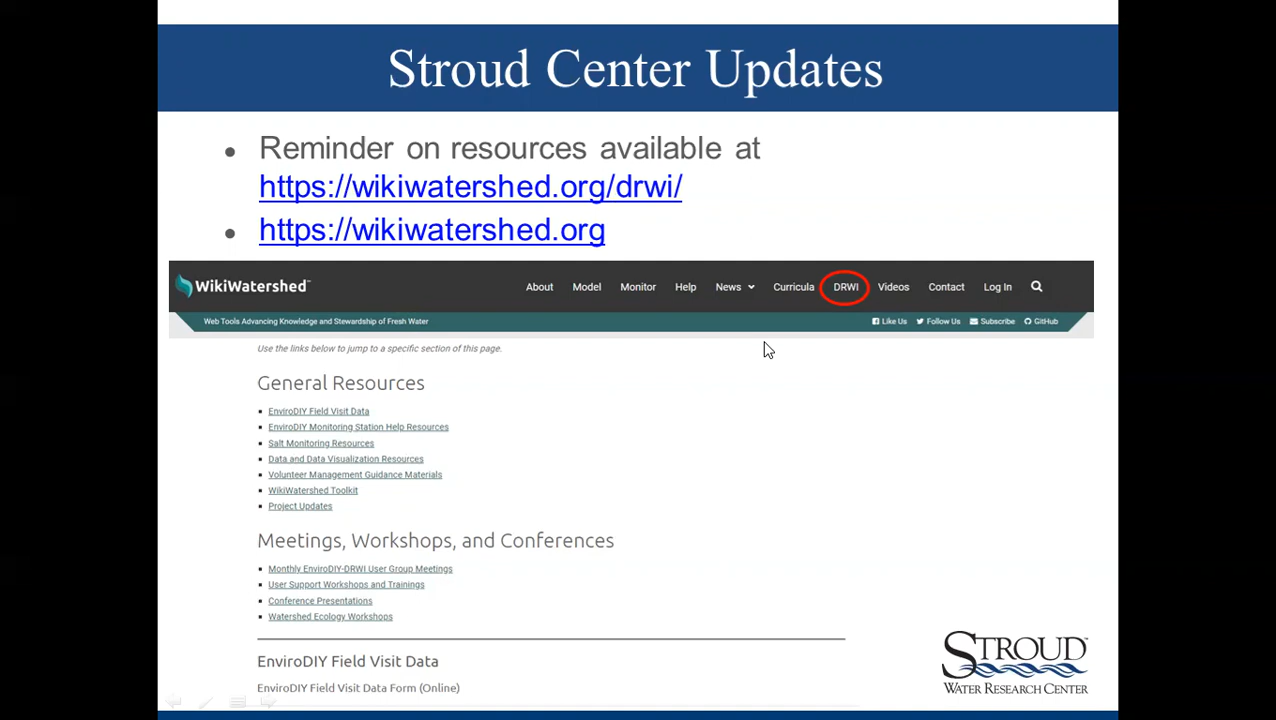 Stroud Center Updates
• Reminder on resources available at
https://wikiwatershed.org/drwi/
• https://wikiwatershed.org
WikiWatershed™ About Model Monitor Help News Curricula DRWI Videos Contact Log In
Web Tools Advancing Knowledge and Stewardship of Fresh Water Like Us Follow Us Subscribe GitHub
Use the links below to jump to a specific section of this page.
General Resources
▪ EnviroDIY Field Visit Data
▪ EnviroDIY Monitoring Station Help Resources
▪ Salt Monitoring Resources
▪ Data and Data Visualization Resources
▪ Volunteer Management Guidance Materials
▪ WikiWatershed Toolkit
▪ Project Updates
Meetings, Workshops, and Conferences
▪ Monthly EnviroDIY-DRWI User Group Meetings
▪ User Support Workshops and Trainings
▪ Conference Presentations
▪ Watershed Ecology Workshops
EnviroDIY Field Visit Data
EnviroDIY Field Visit Data Form (Online)
STROUD™
WATER RESEARCH CENTER